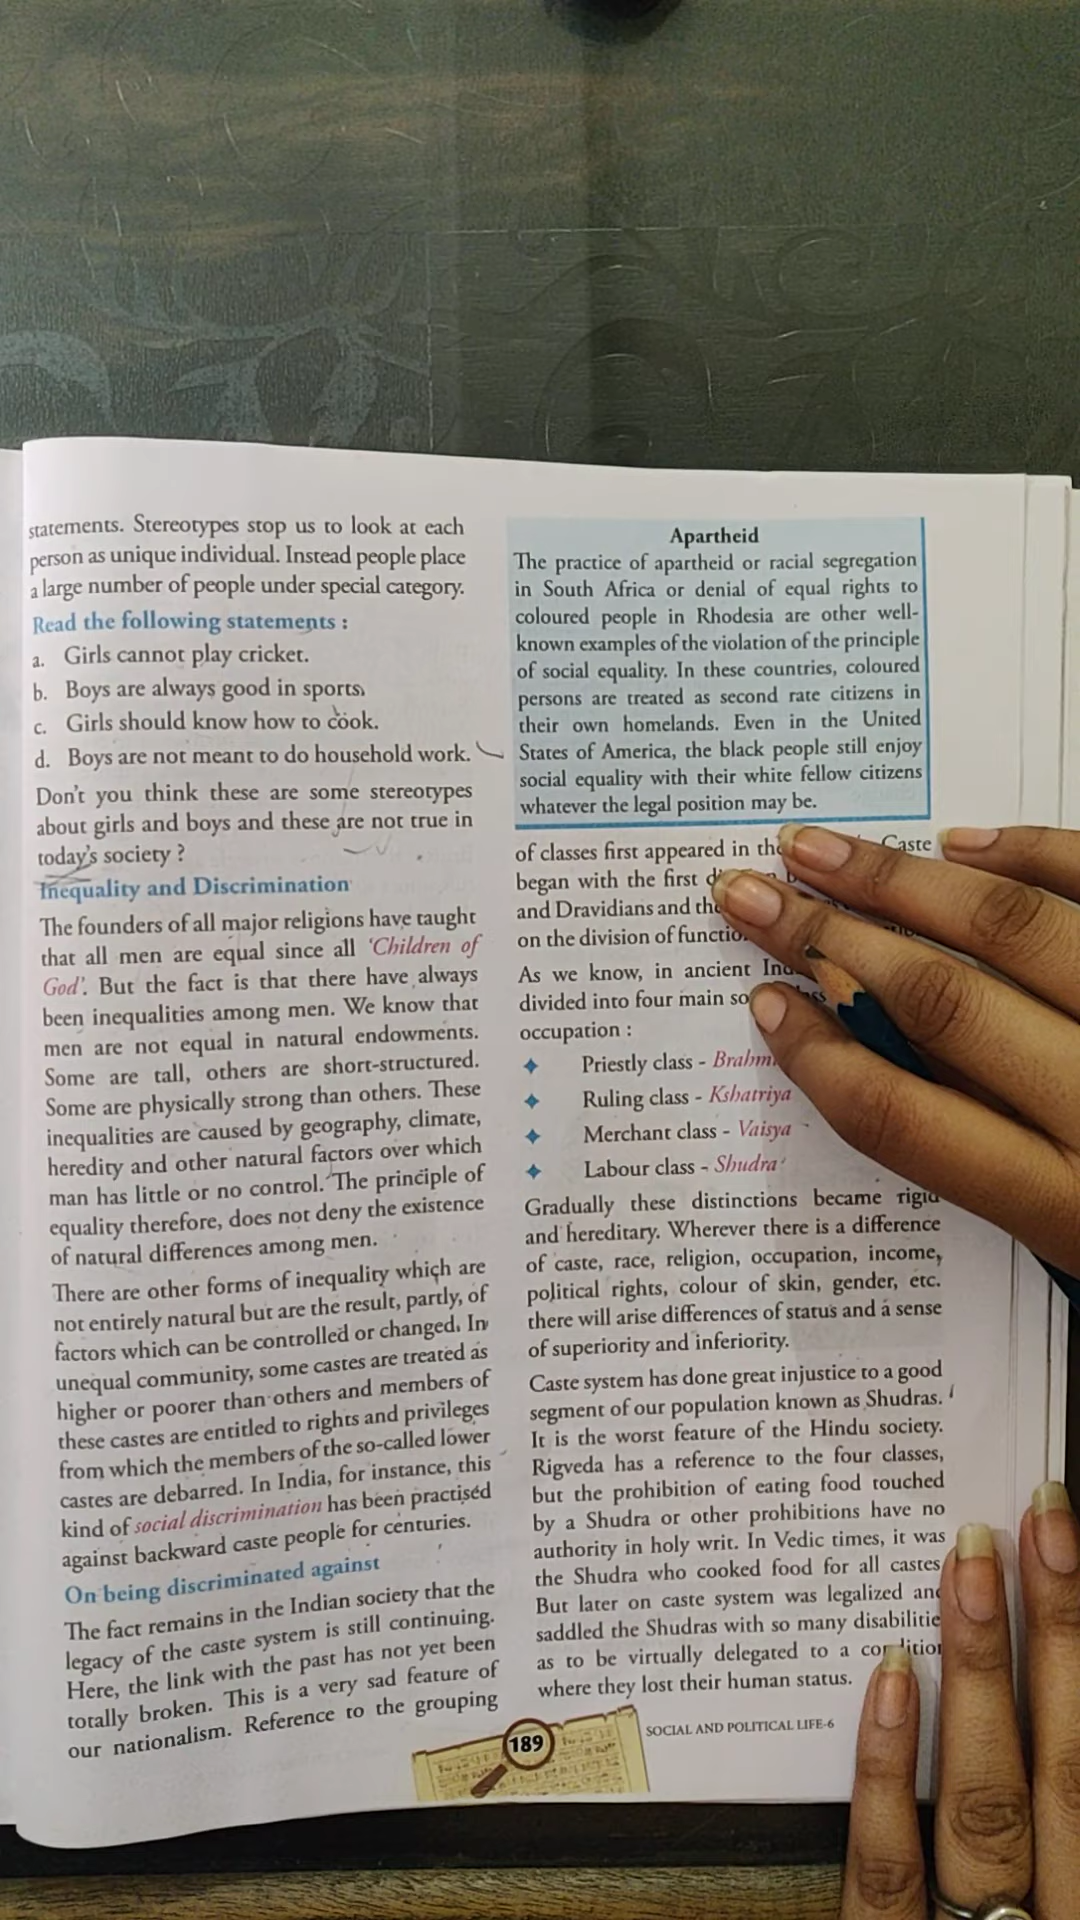 statements. Stereotypes stop us to look at each
person as unique individual. Instead people place
a large number of people under special category.
Read the following statements :
a. Girls cannot play cricket.
b. Boys are always good in sports.
c. Girls should know how to cook.
d. Boys are not meant to do household work.
Don't you think these are some stereotypes
about girls and boys and these are not true in
today's society ?
Inequality and Discrimination
The founders of all major religions have taught
that all men are equal since all 'Children of
God'. But the fact is that there have always
been inequalities among men. We know that
men are not equal in natural endowments.
Some are tall, others are short-structured.
Some are physically strong than others. These
inequalities are caused by geography, climate,
heredity and other natural factors over which
man has little or no control. The principle of
equality therefore, does not deny the existence
of natural differences among men.
There are other forms of inequality which are
not entirely natural but are the result, partly, of
factors which can be controlled or changed. In
unequal community, some castes are treated as
higher or poorer than others and members of
these castes are entitled to rights and privileges
from which the members of the so-called lower
castes are debarred. In India, for instance, this
kind of social discrimination has been practised
against backward caste people for centuries.
On being discriminated against
The fact remains in the Indian society that the
legacy of the caste system is still continuing.
Here, the link with the past has not yet been
totally broken. This is a very sad feature of
our nationalism. Reference to the grouping
Apartheid
The practice of apartheid or racial segregation
in South Africa or denial of equal rights to
coloured people in Rhodesia are other well-
known examples of the violation of the principle
of social equality. In these countries, coloured
persons are treated as second rate citizens in
their own homelands. Even in the United
States of America, the black people still enjoy
social equality with their white fellow citizens
whatever the legal position may be.
of classes first appeared in Caste
began with the first
and Dravidians and
on the division of
As we know, in ancient
divided into four main
occupation :
Priestly class -
Ruling class - Kshatriya
Merchant class - Vaisya
Labour class - Shudra
Gradually these distinctions became rigid
and hereditary. Wherever there is a difference
of caste, race, religion, occupation, income,
political rights, colour of skin, gender, etc.
there will arise differences of status and a sense
of superiority and inferiority.
Caste system has done great injustice to a good
segment of our population known as Shudras.
It is the worst feature of the Hindu society.
Rigveda has a reference to the four classes,
but the prohibition of eating food touched
by a Shudra or other prohibitions have no
authority in holy writ. In Vedic times, it was
the Shudra who cooked food for all castes
But later on caste system was legalized and
saddled the Shudras with so many
as to be virtually delegated to a
where they lost their human status.
189
SOCIAL AND POLITICAL LIFE-6